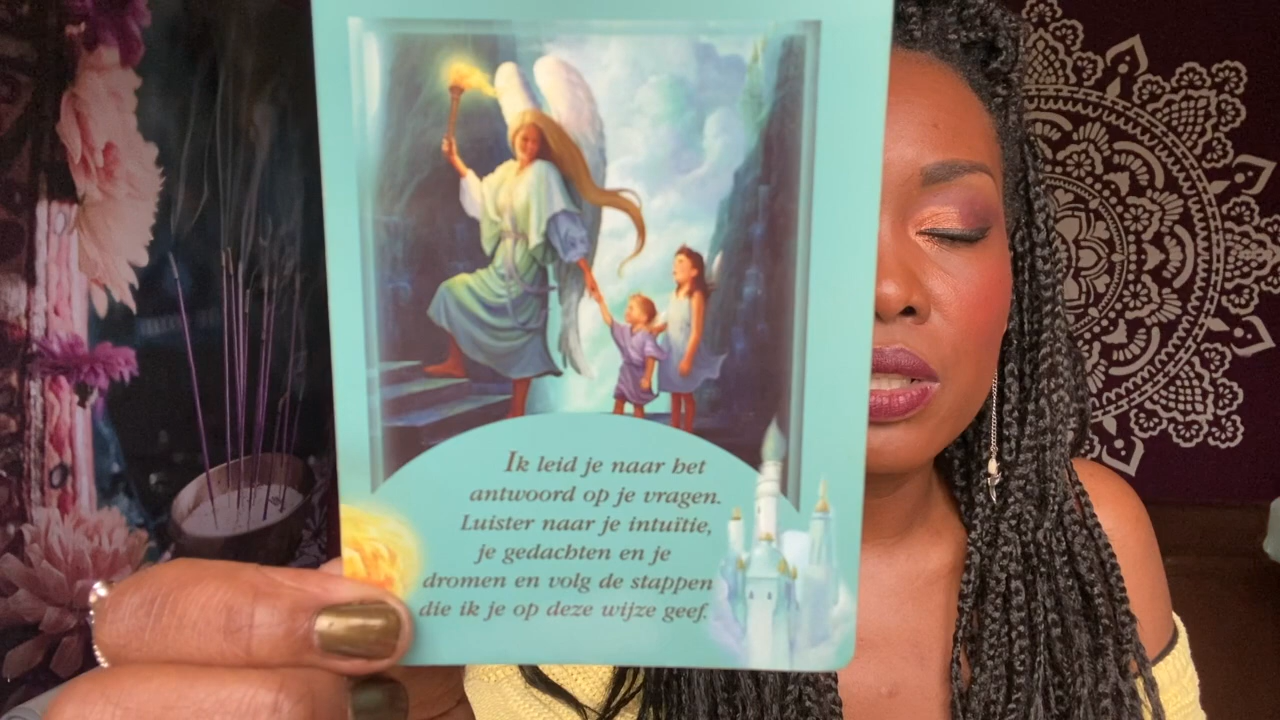 Ik leid je naar het
antwoord op je vragen.
Luister naar je intuïtie,
je gedachten en je
dromen en volg de stappen
die ik je op deze wijze geef.